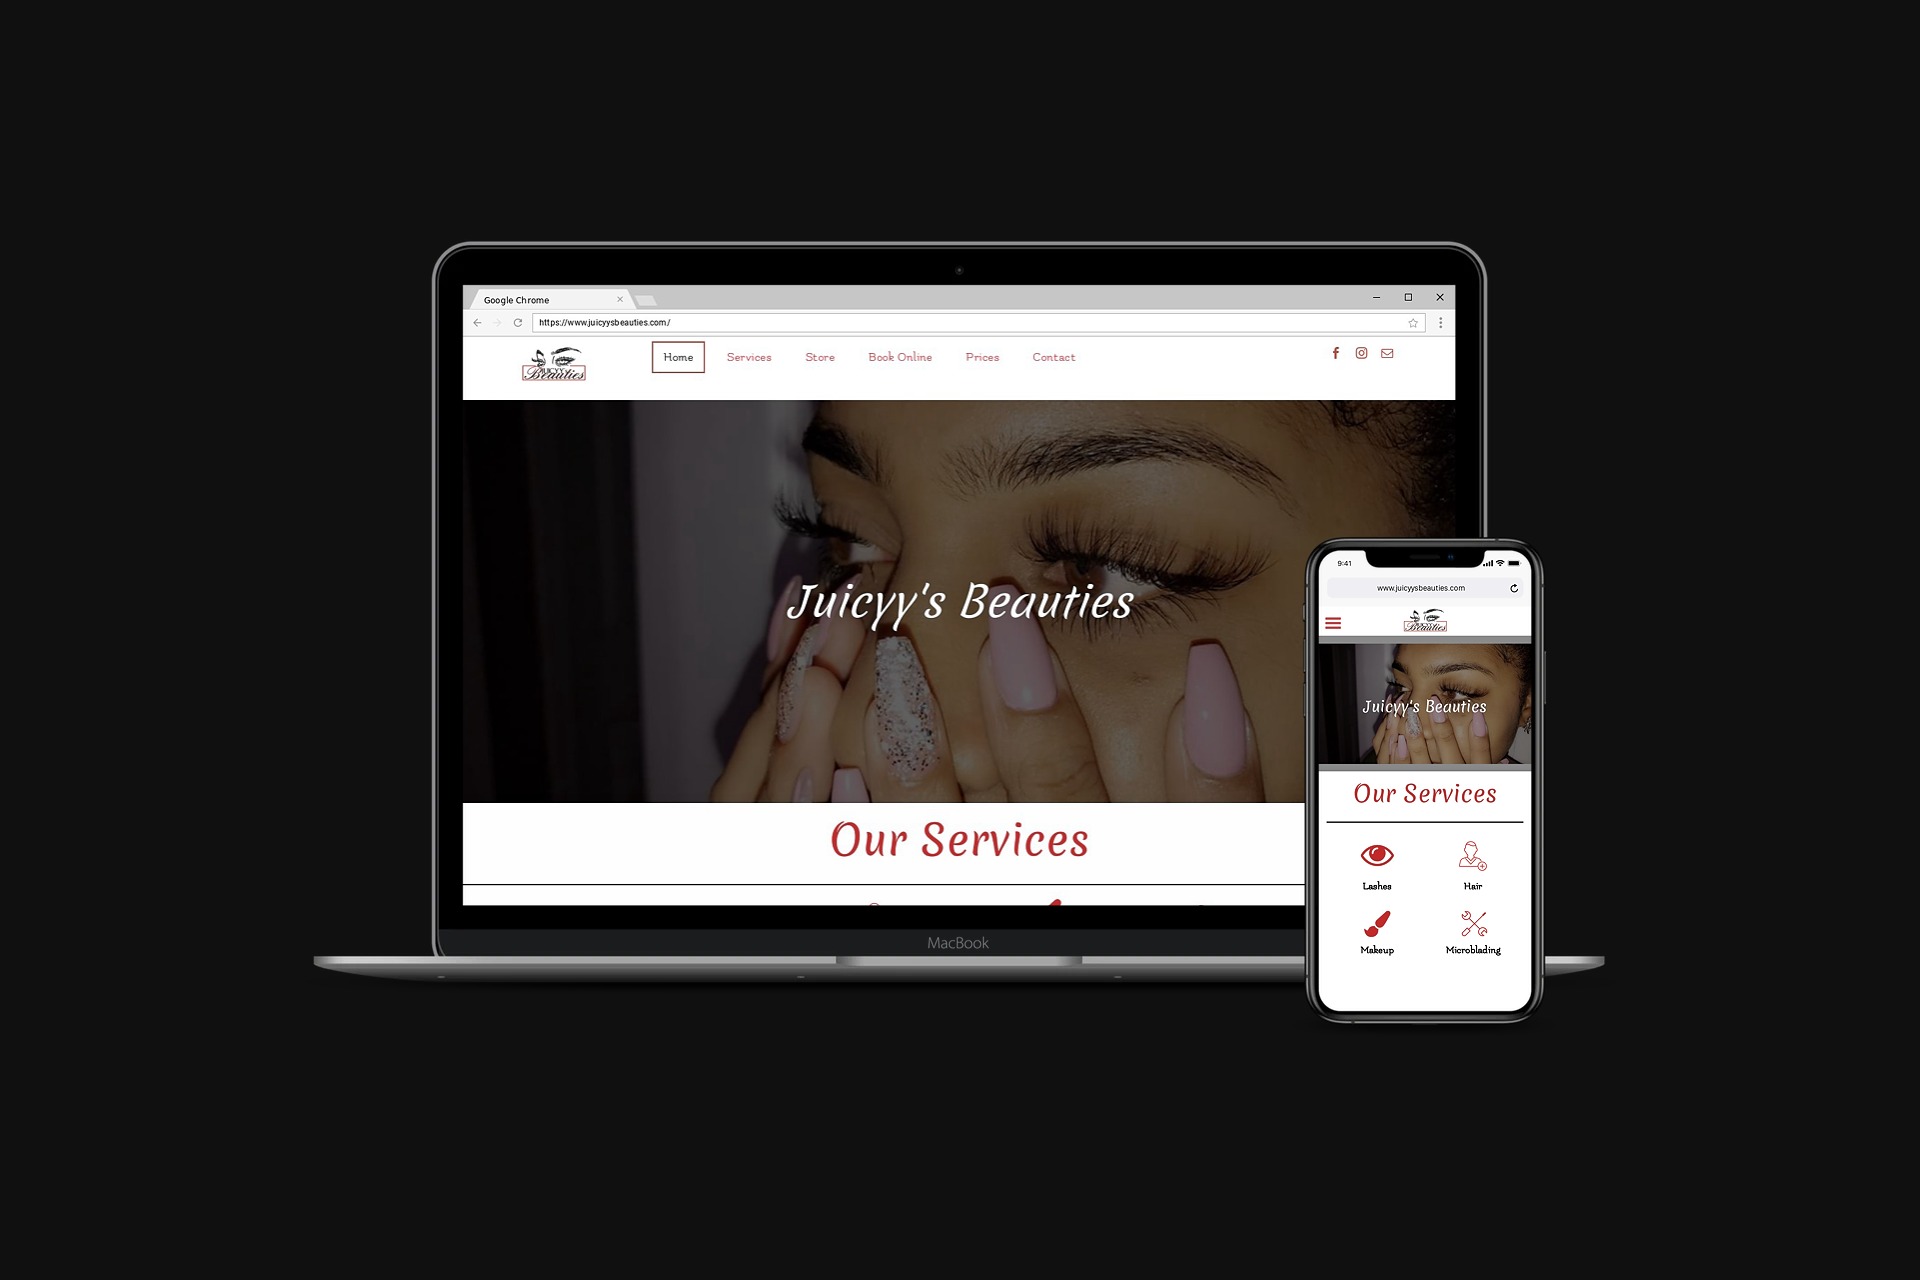 Google Chrome
https://www.juicyysbeauties.com/
JUICYY'S
Beauties
Home Services Store Book Online Prices Contact
Juicyy's Beauties
Our Services
MacBook
9:41
www.juicyysbeauties.com
Beauties
Juicyy's Beauties
Our Services
Lashes Hair
Makeup Microblading